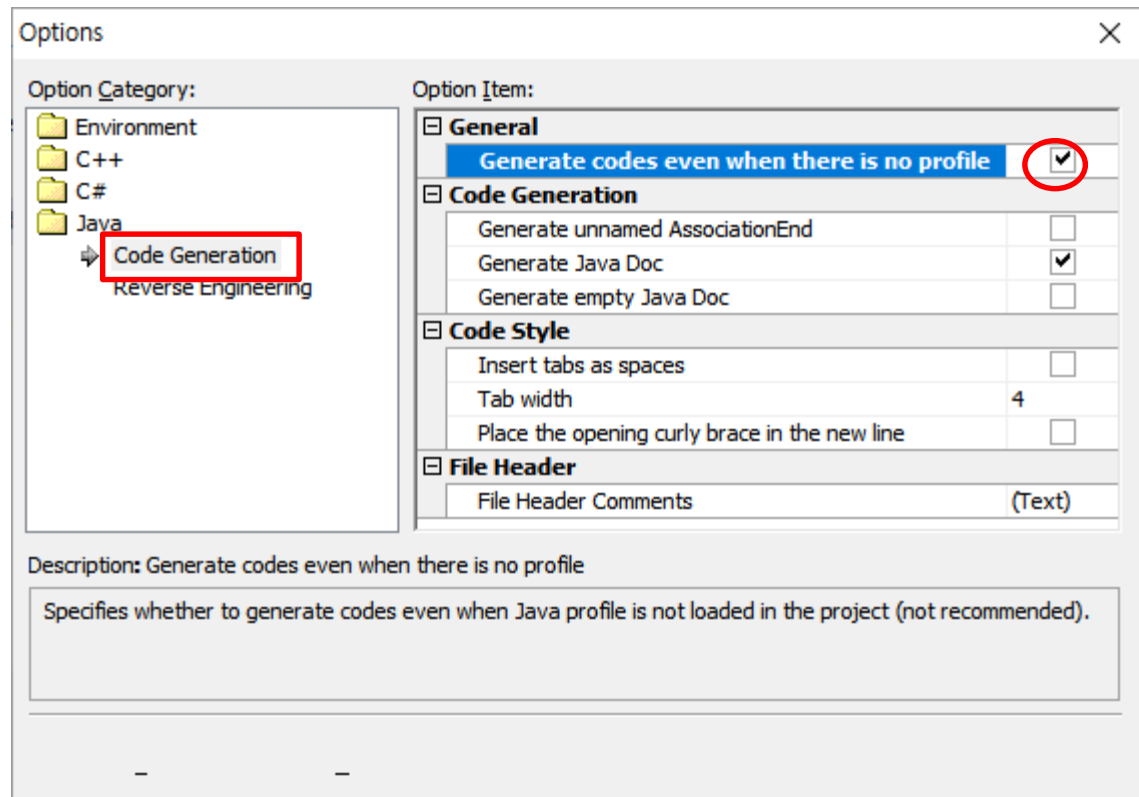 Options
Option Category:
Environment
C++
C#
Java
Code Generation
Reverse Engineering
Option Item:
General
Generate codes even when there is no profile
Code Generation
Generate unnamed AssociationEnd
Generate Java Doc
Generate empty Java Doc
Code Style
Insert tabs as spaces
Tab width 4
Place the opening curly brace in the new line
File Header
File Header Comments (Text)
Description: Generate codes even when there is no profile
Specifies whether to generate codes even when Java profile is not loaded in the project (not recommended).